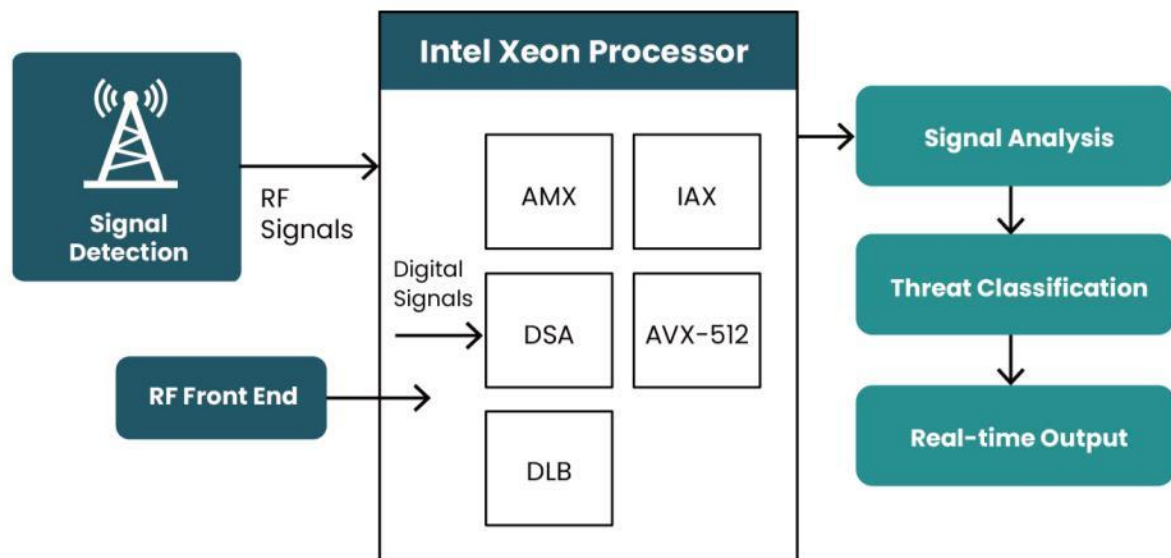 Intel Xeon Processor
Signal
Detection
RF
Signals
RF Front End
Digital
Signals
AMX
IAX
DSA
AVX-512
DLB
Signal Analysis
Threat Classification
Real-time Output